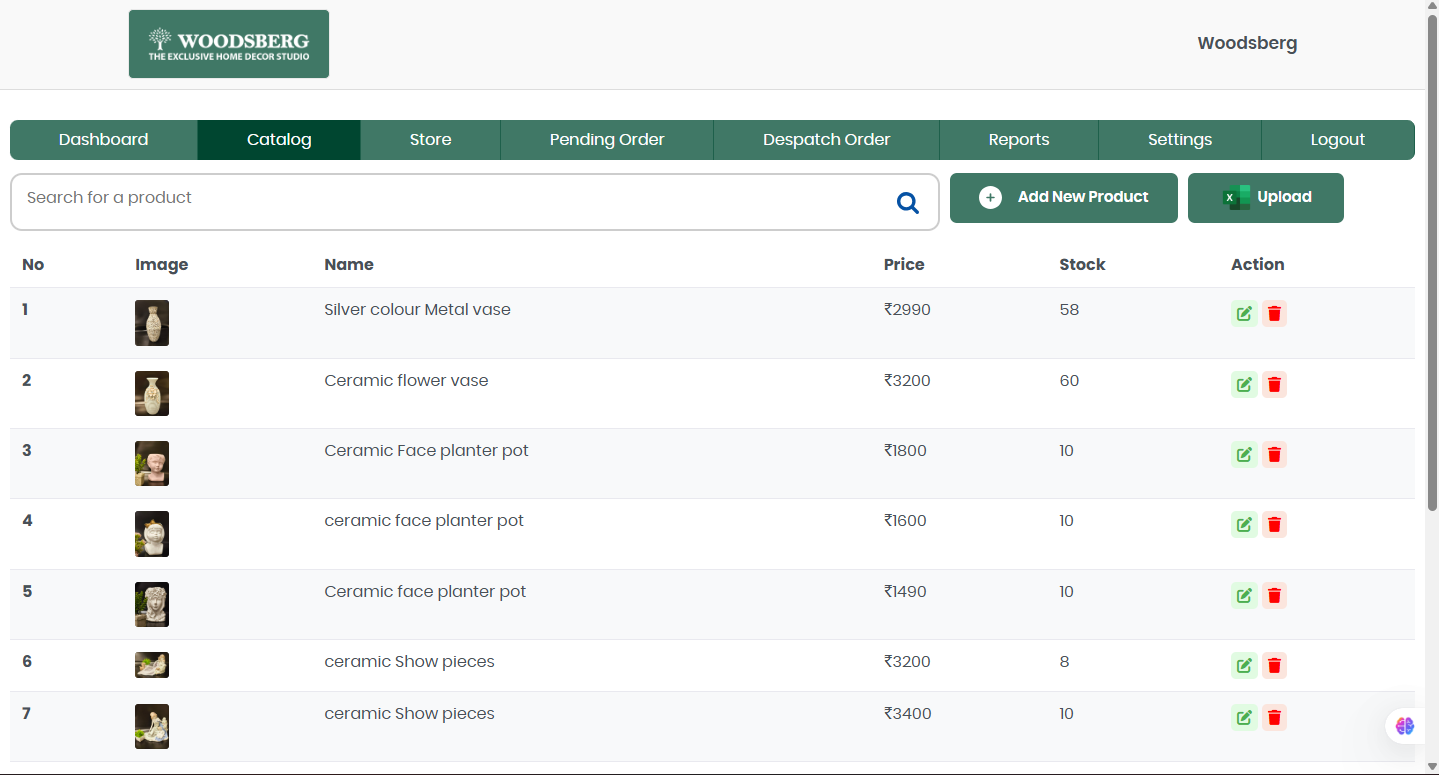 WOODSBERG
THE EXCLUSIVE HOME DECOR STUDIO
Woodsberg
Dashboard Catalog Store Pending Order Despatch Order Reports Settings Logout
Search for a product
Add New Product
Upload
No Image Name Price Stock Action
1 Silver colour Metal vase ₹2990 58
2 Ceramic flower vase ₹3200 60
3 Ceramic Face planter pot ₹1800 10
4 ceramic face planter pot ₹1600 10
5 Ceramic face planter pot ₹1490 10
6 ceramic Show pieces ₹3200 8
7 ceramic Show pieces ₹3400 10